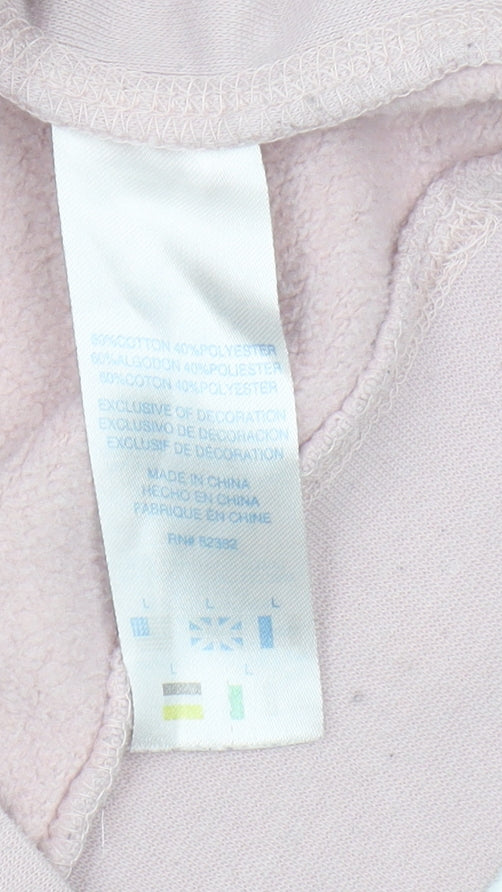 60%COTTON 40%POLYESTER
60%ALGODON 40%POLIESTER
60%COTON 40%POLYESTER
EXCLUSIVE OF DECORATION
EXCLUSIVO DE DECORACION
EXCLUSIF DE DÉCORATION
MADE IN CHINA
HECHO EN CHINA
FABRIQUE EN CHINE
RN# 52382
L L L
L L